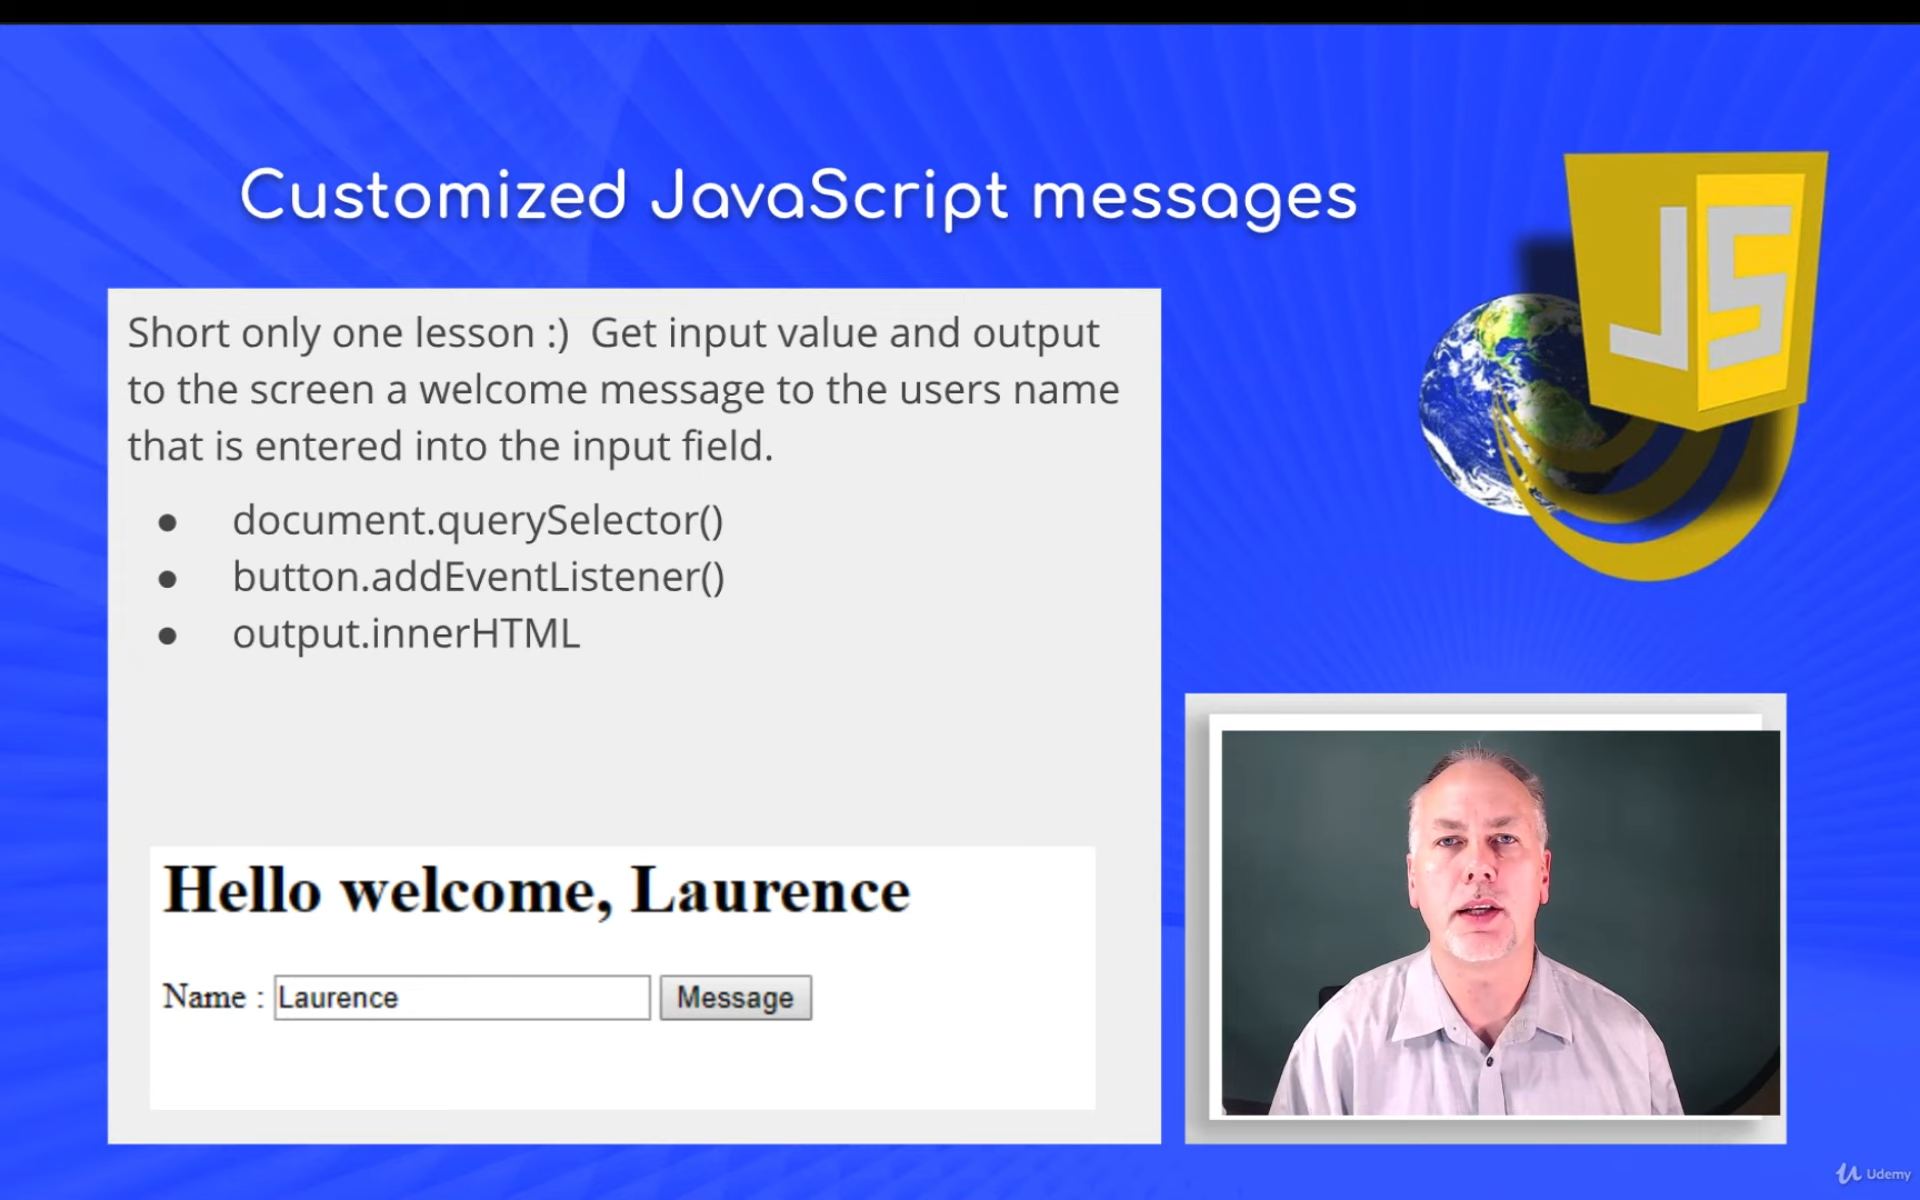 Customized JavaScript messages
JS
Short only one lesson :)  Get input value and output
to the screen a welcome message to the users name
that is entered into the input field.
● document.querySelector()
● button.addEventListener()
● output.innerHTML
Hello welcome, Laurence
Name : Laurence Message
Udemy